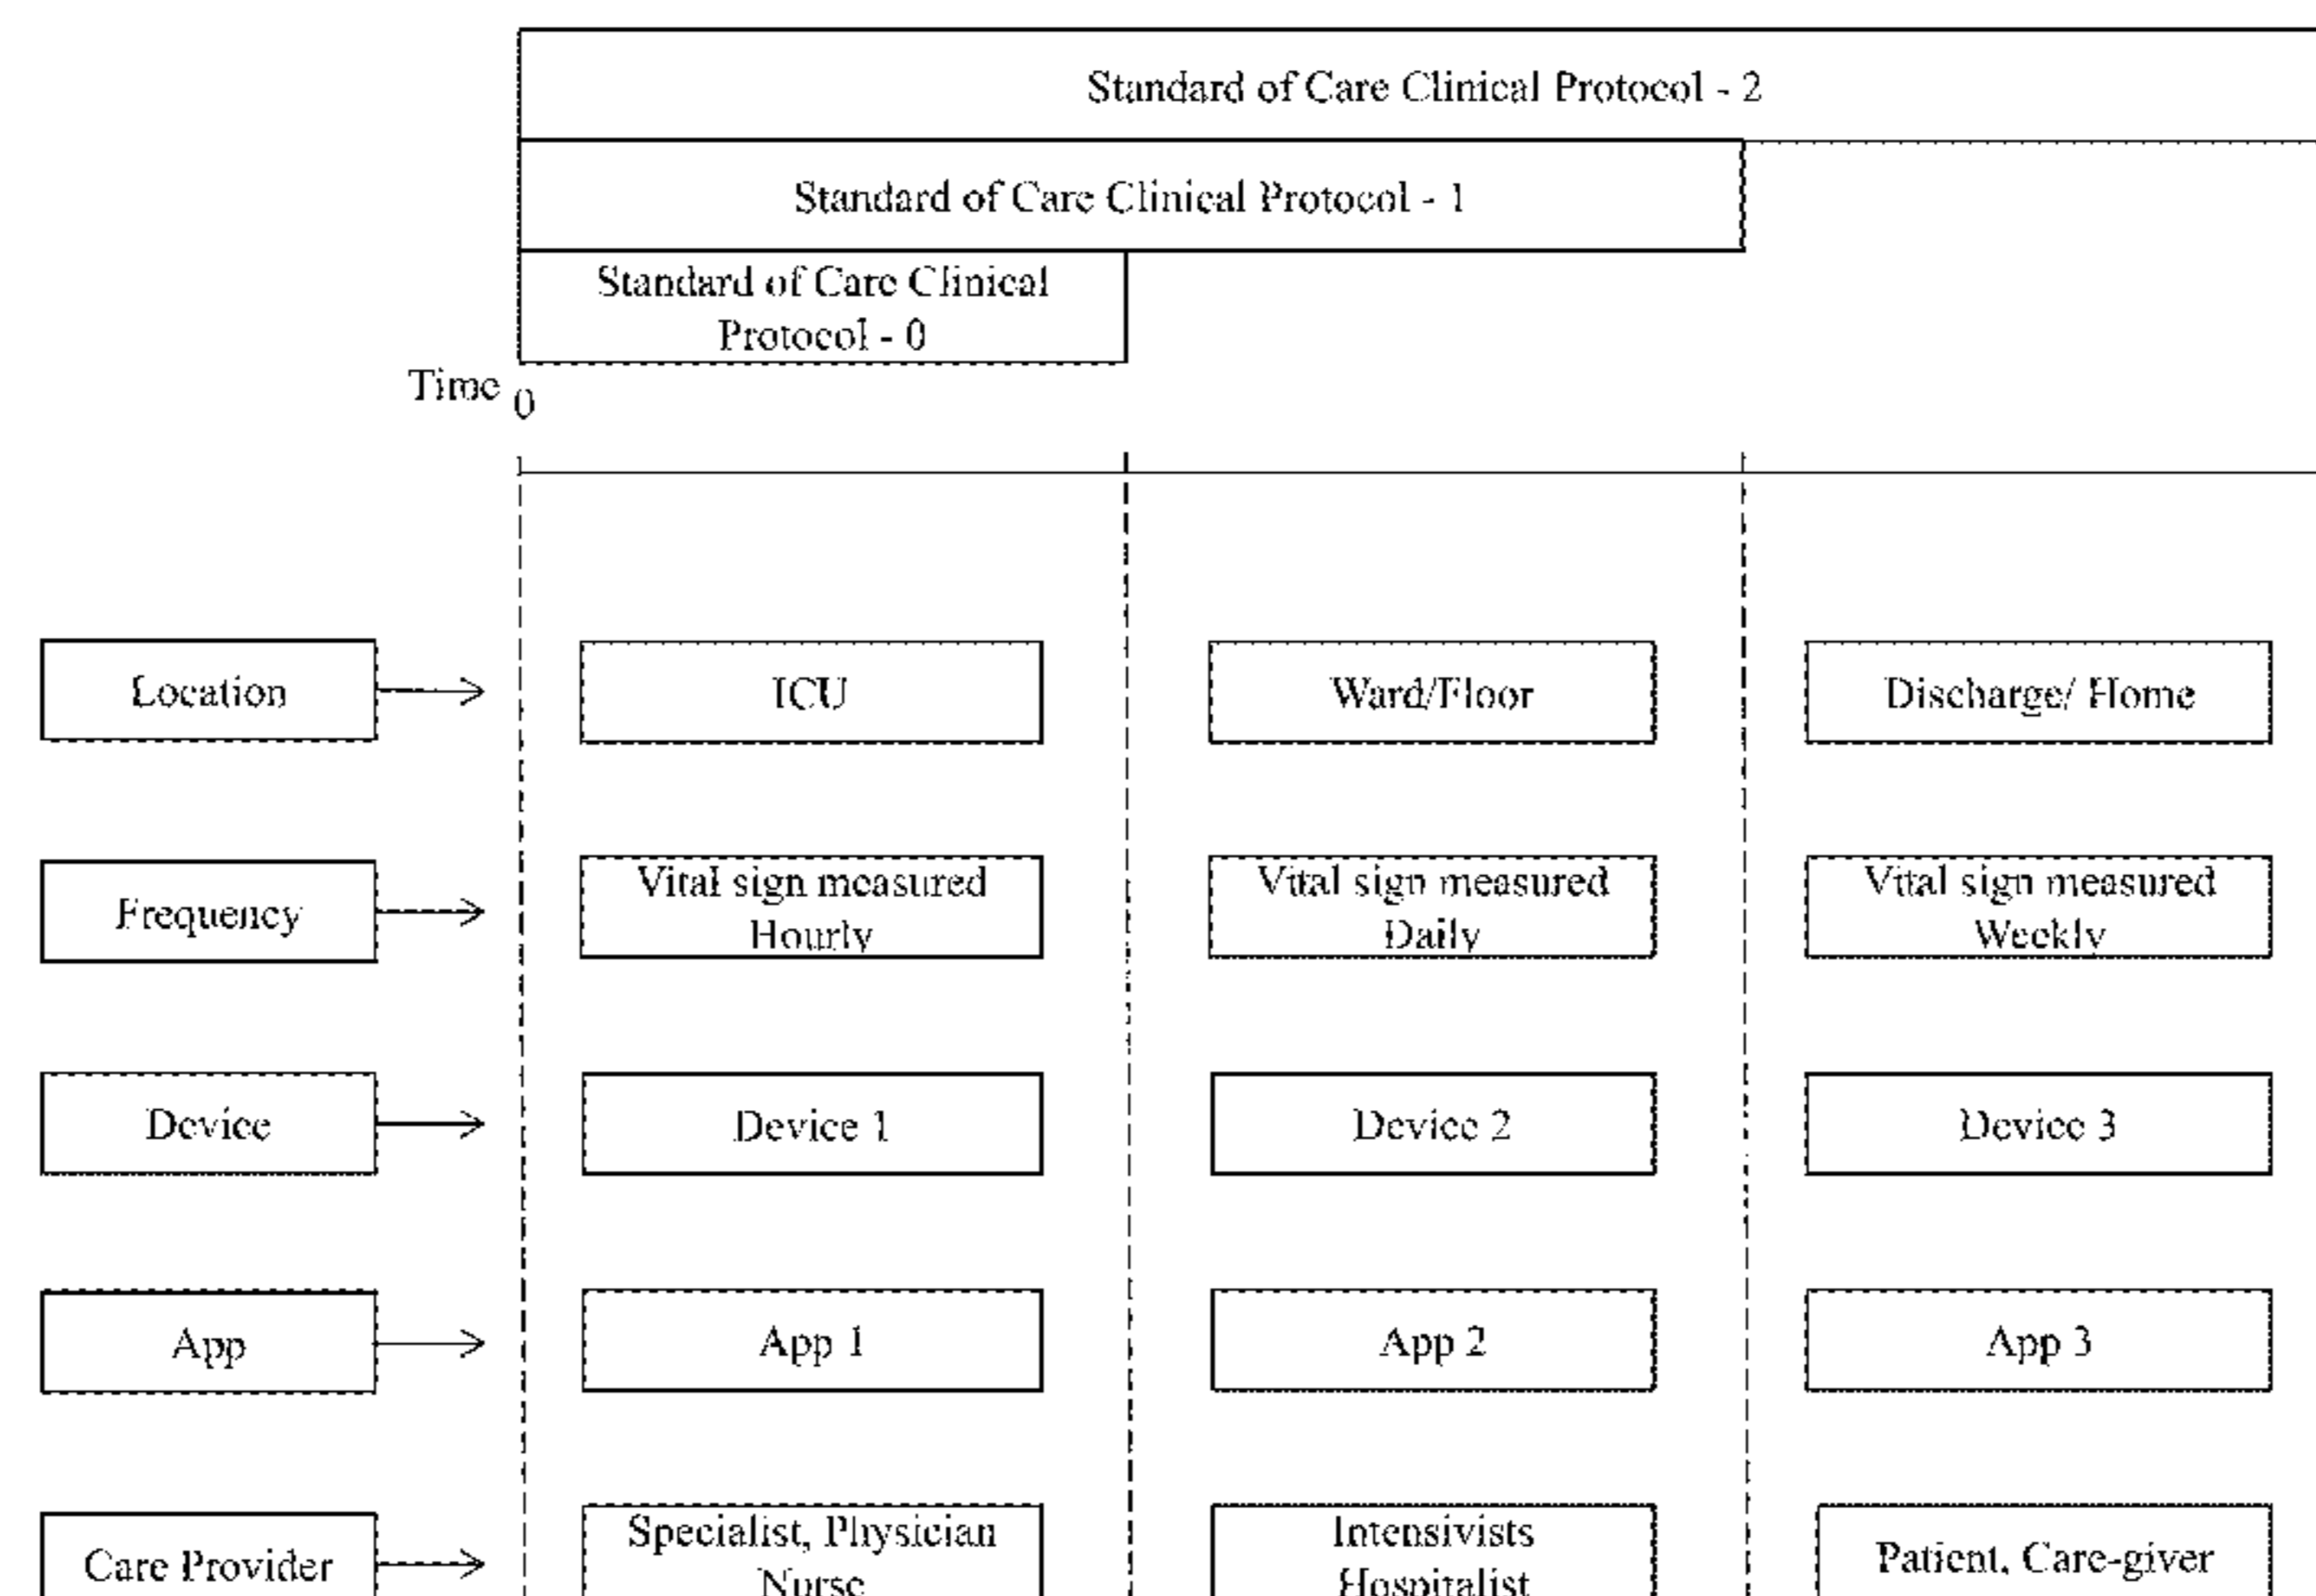 Standard of Care Clinical Protocol - 2
Standard of Care Clinical Protocol - 1
Standard of Care Clinical
Protocol - 0
Time
0
Location
ICU
Ward/Floor
Discharge/ Home
Frequency
Vital sign measured
Hourly
Vital sign measured
Daily
Vital sign measured
Weekly
Device
Device 1
Device 2
Device 3
App
App 1
App 2
App 3
Care Provider
Specialist, Physician
Nurse
Intensivists
Hospitalist
Patient, Care-giver